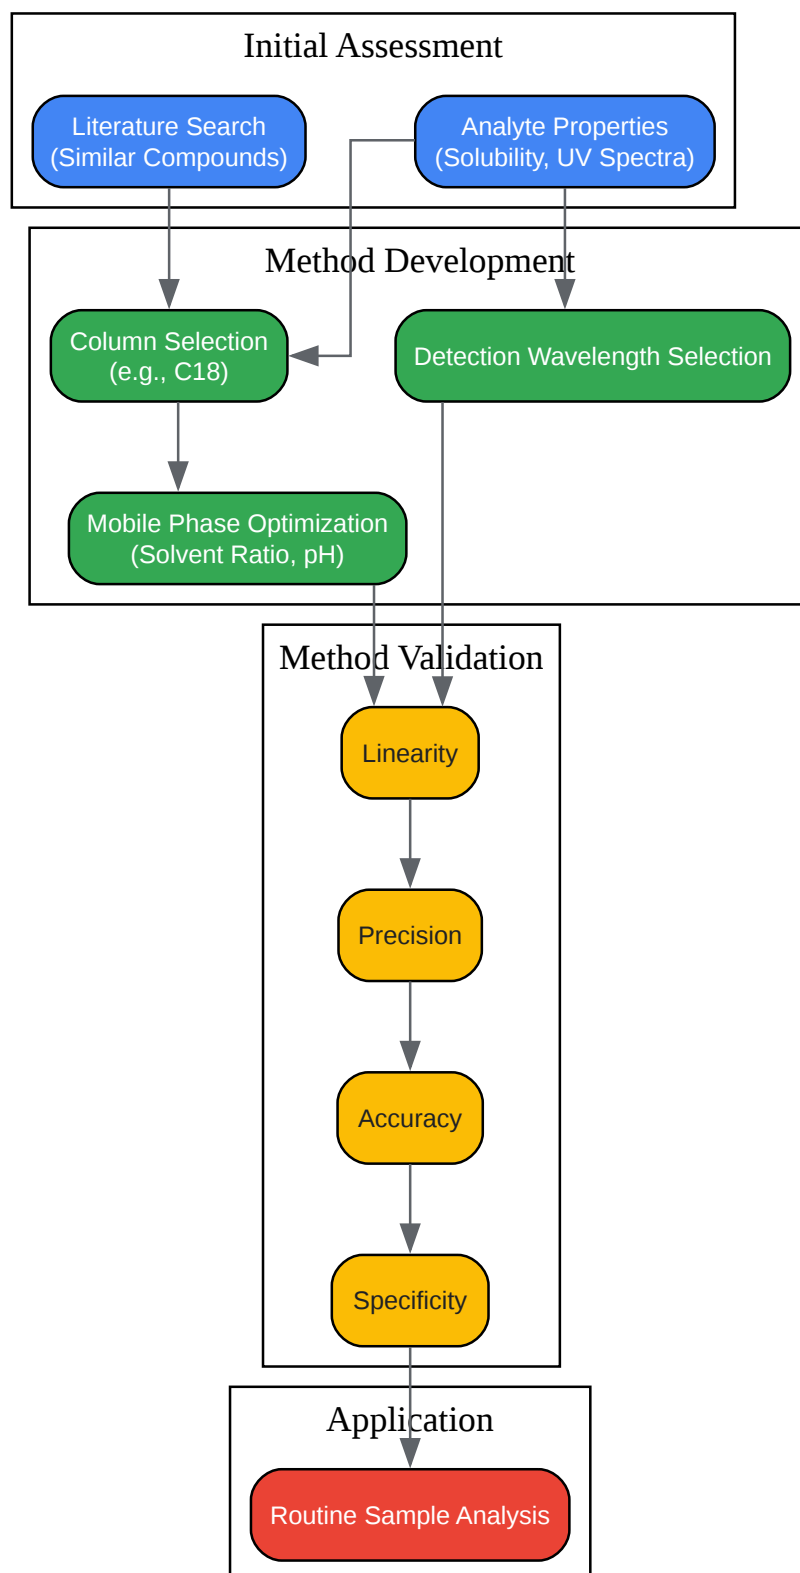 Initial Assessment
Literature Search
(Similar Compounds)
Analyte Properties
(Solubility, UV Spectra)
Method Development
Column Selection
(e.g., C18)
Detection Wavelength Selection
Mobile Phase Optimization
(Solvent Ratio, pH)
Method Validation
Linearity
Precision
Accuracy
Specificity
Application
Routine Sample Analysis